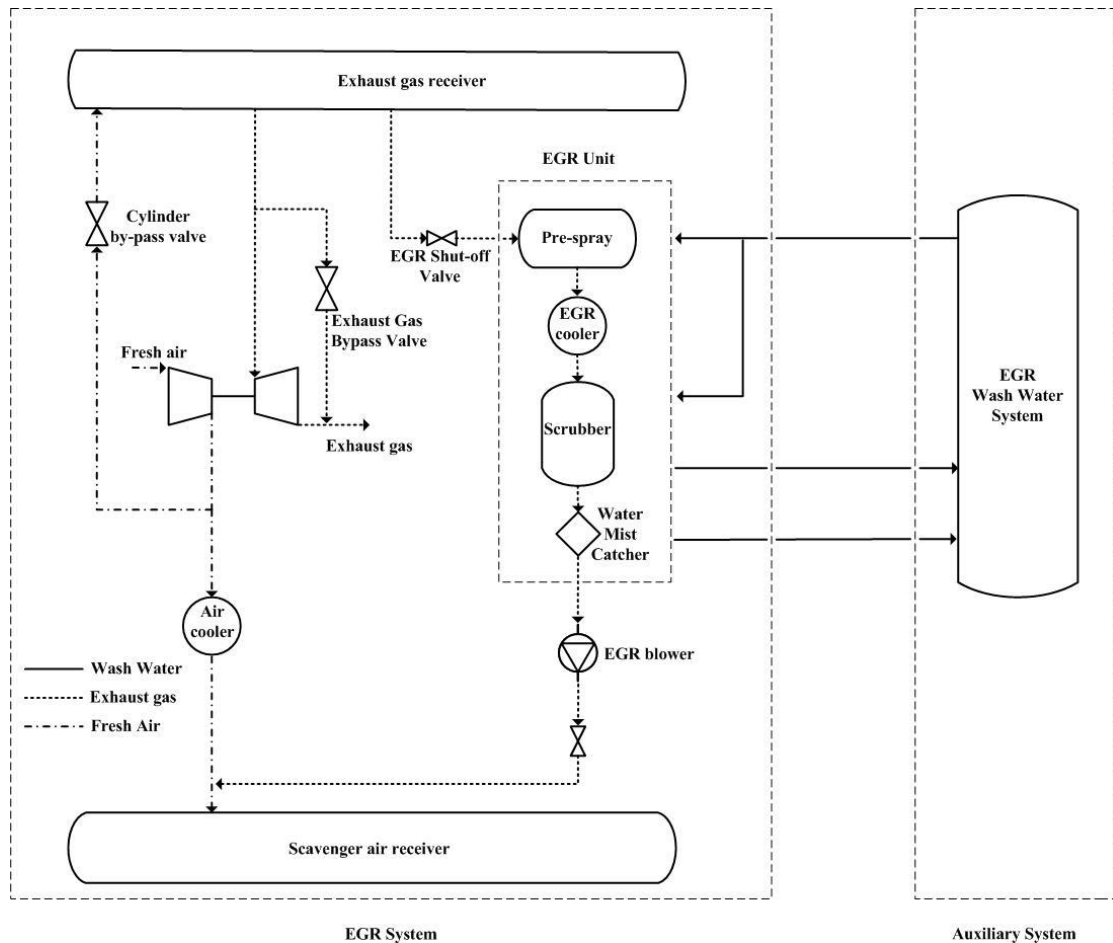 Exhaust gas receiver
EGR Unit
Cylinder
by-pass valve
Pre-spray
EGR Shut-off
Valve
EGR
cooler
Exhaust Gas
Bypass Valve
Fresh air
EGR
Wash Water
System
Scrubber
Exhaust gas
Water
Mist
Catcher
Air
cooler
EGR blower
Wash Water
Exhaust gas
Fresh Air
Scavenger air receiver
EGR System
Auxiliary System